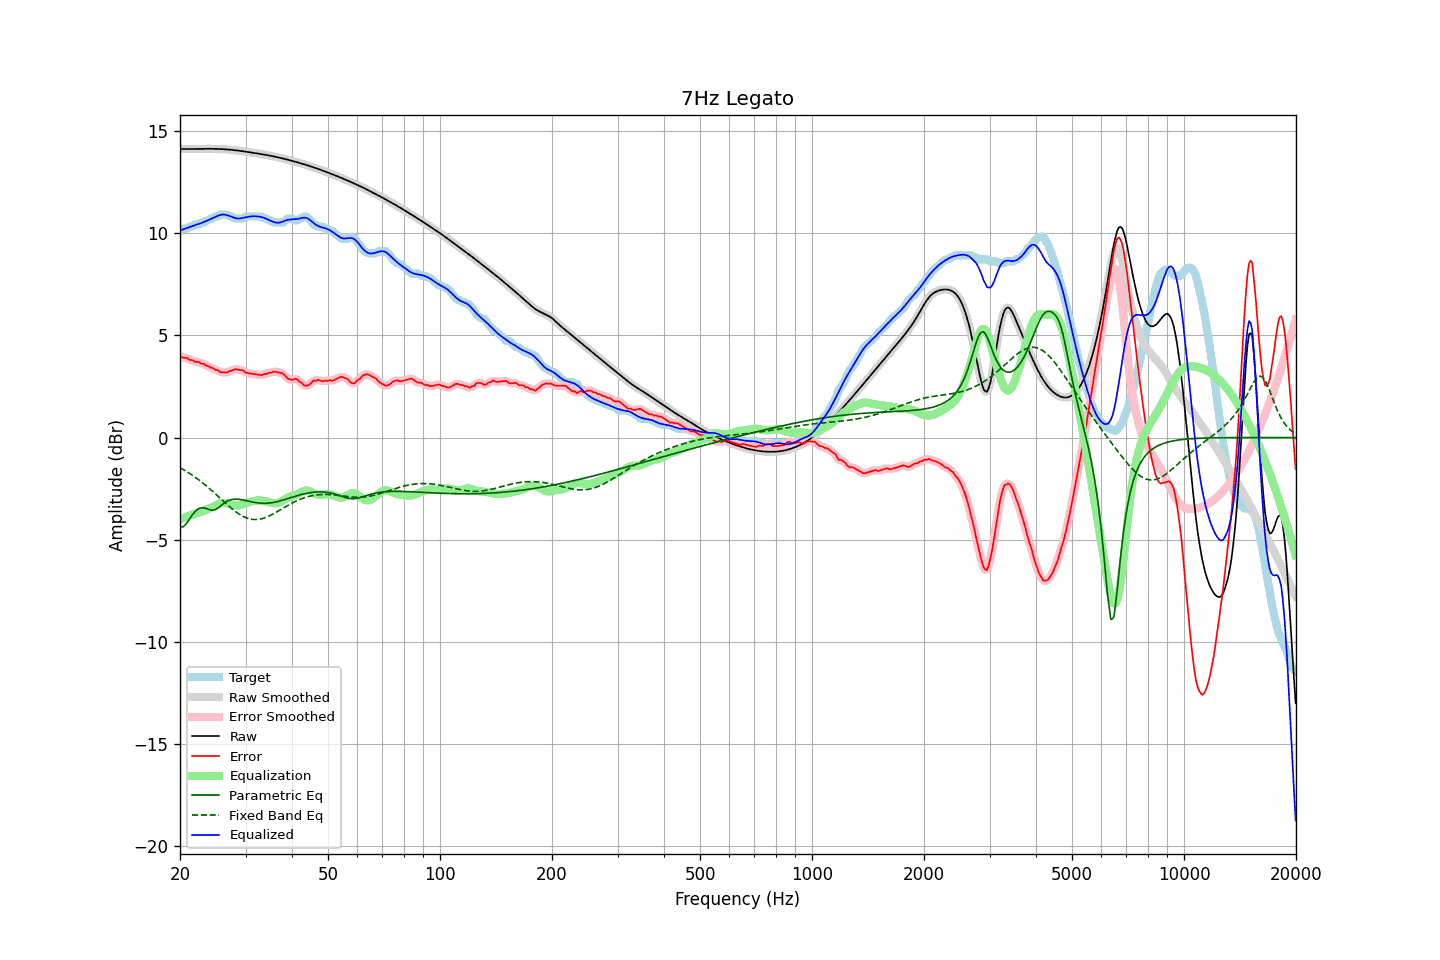 7Hz Legato
Amplitude (dBr)
15
10
5
0
−5
−10
−15
−20
Target
Raw Smoothed
Error Smoothed
Raw
Error
Equalization
Parametric Eq
Fixed Band Eq
Equalized
20
50
100
200
500
1000
2000
5000
10000
20000
Frequency (Hz)